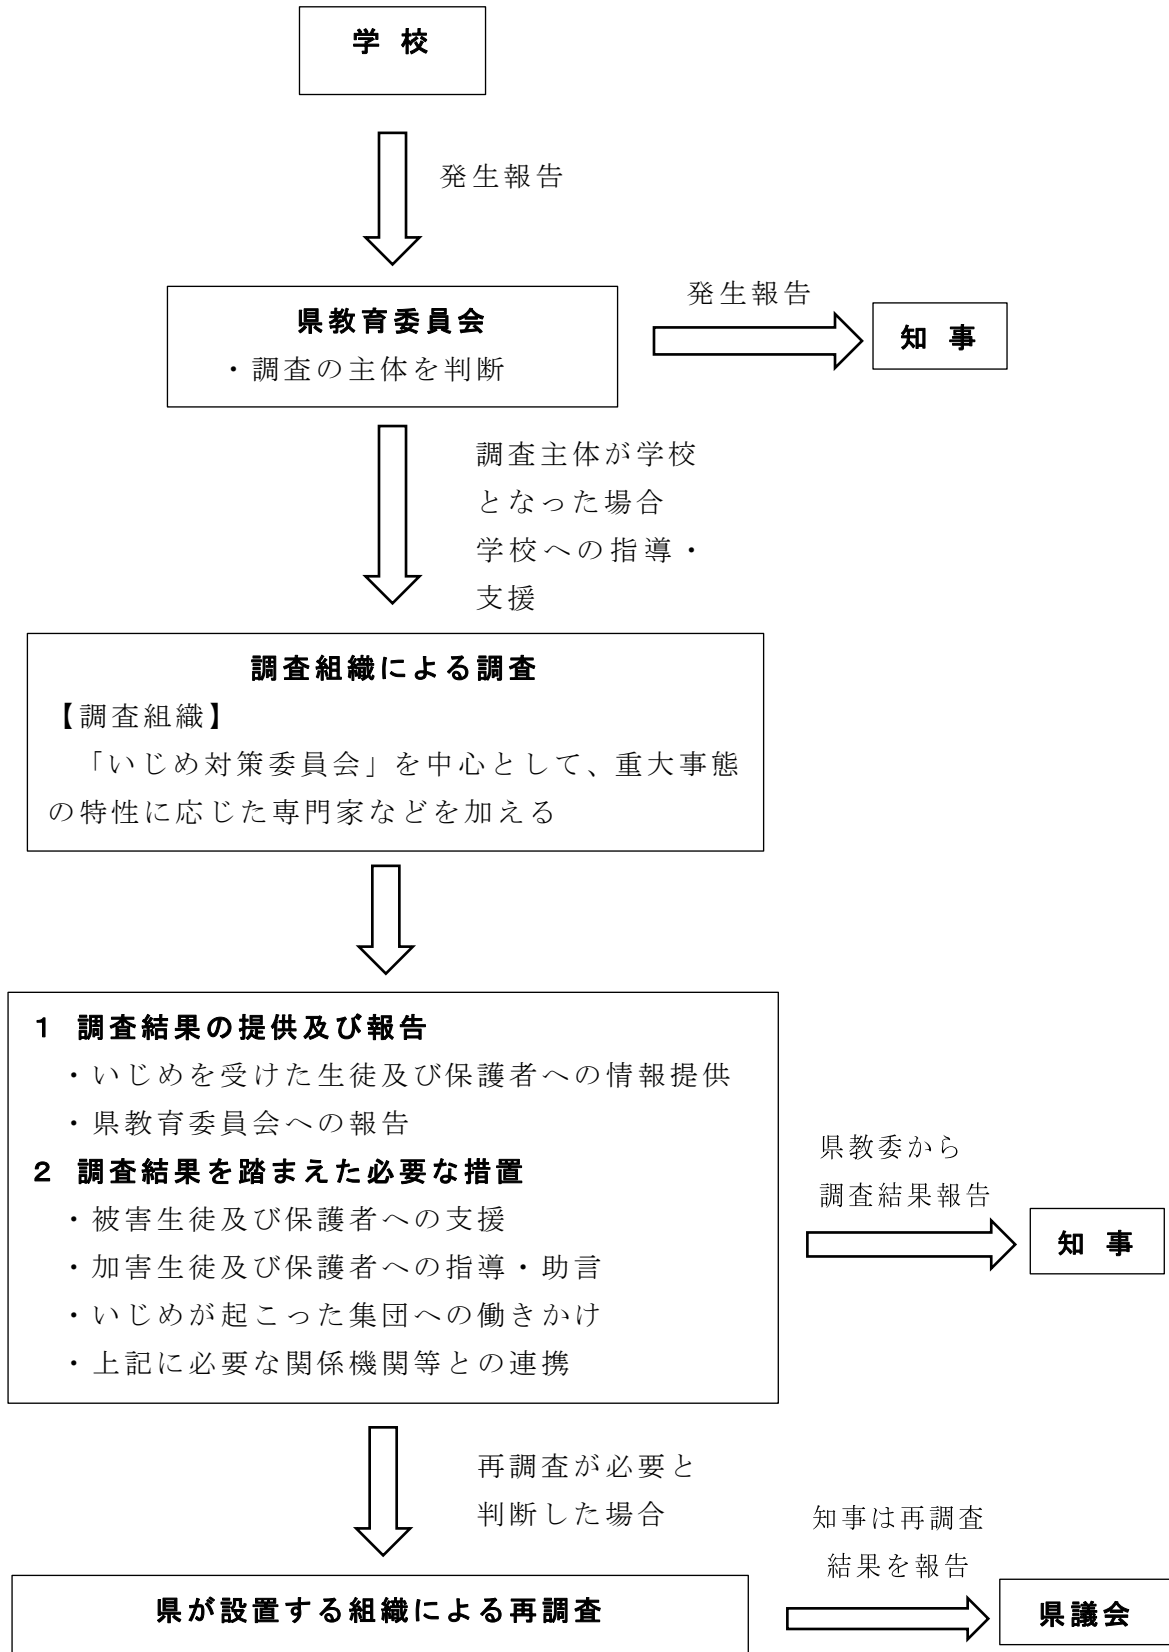 学 校
発生報告
県教育委員会
・調査の主体を判断
発生報告
知 事
調査主体が学校
となった場合
学校への指導・
支援
調査組織による調査
【調査組織】
「いじめ対策委員会」を中心として、重大事態
の特性に応じた専門家などを加える
１ 調査結果の提供及び報告
・いじめを受けた生徒及び保護者への情報提供
・県教育委員会への報告
２ 調査結果を踏まえた必要な措置
・被害生徒及び保護者への支援
・加害生徒及び保護者への指導・助言
・いじめが起こった集団への働きかけ
・上記に必要な関係機関等との連携
県教委から
調査結果報告
知 事
再調査が必要と
判断した場合
知事は再調査
結果を報告
県が設置する組織による再調査
県議会